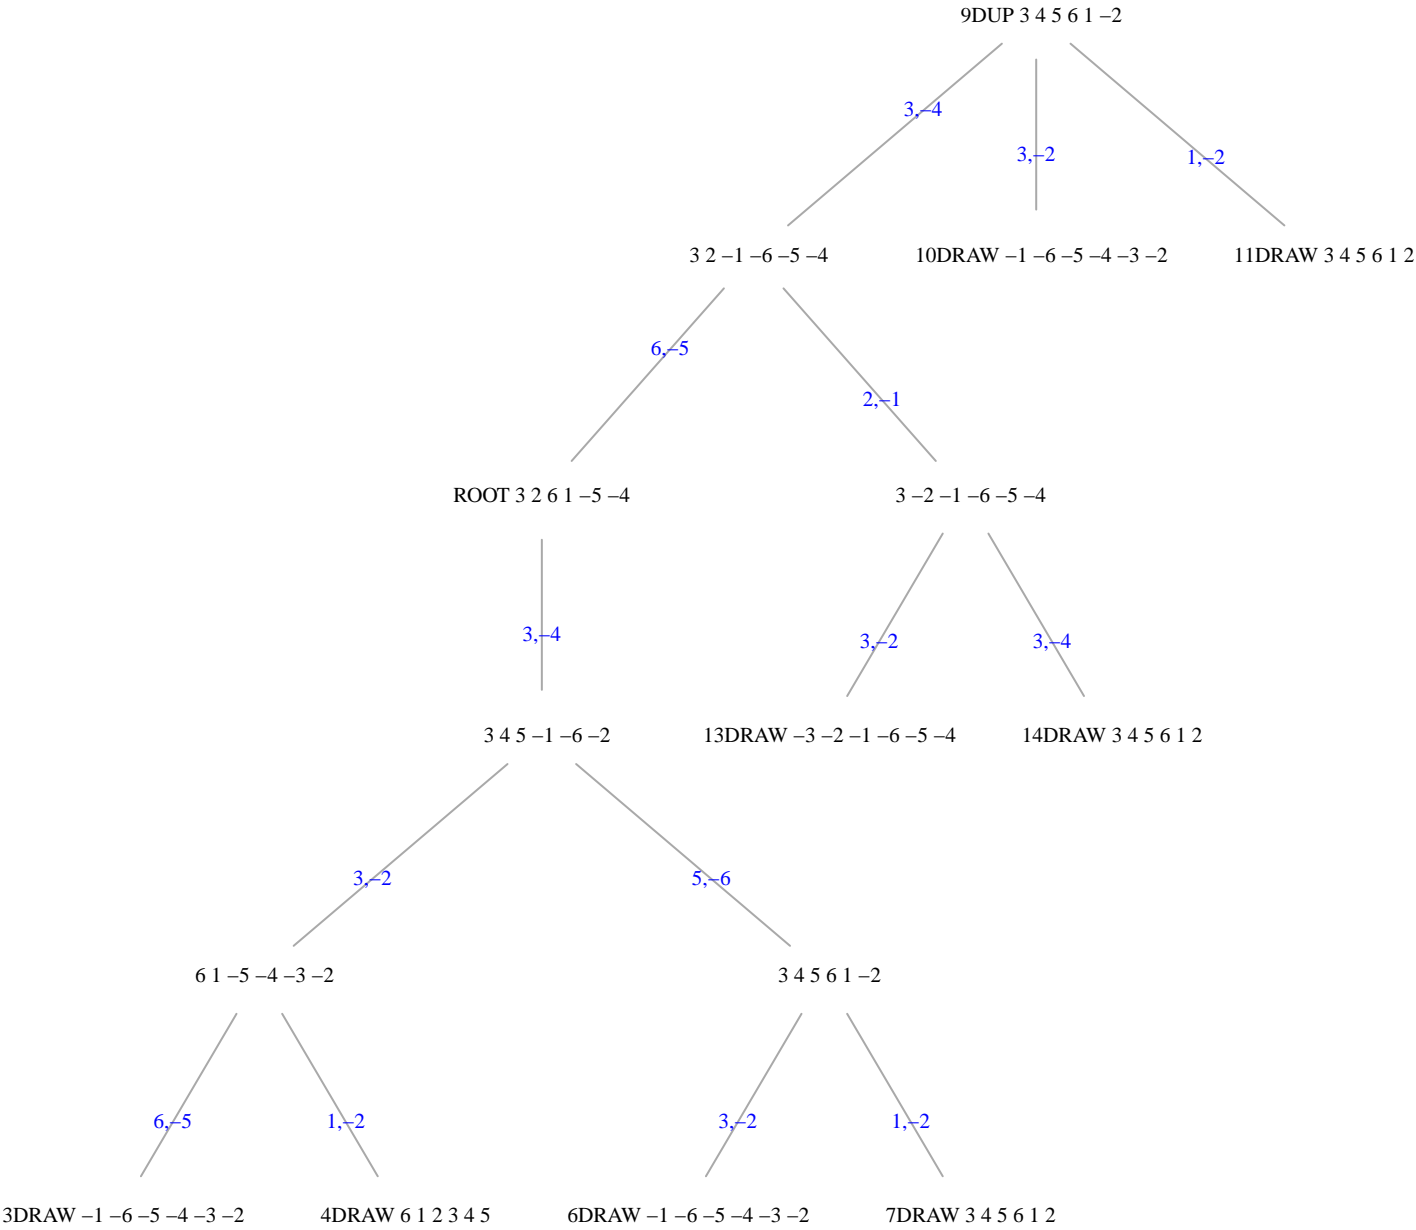 9DUP 3 4 5 6 1 –2
3,–4
3,–2
1,–2
3 2 –1 –6 –5 –4
10DRAW –1 –6 –5 –4 –3 –2
11DRAW 3 4 5 6 1 2
6,–5
2,–1
ROOT 3 2 6 1 –5 –4
3 –2 –1 –6 –5 –4
3,–4
3,–2
3,–4
3 4 5 –1 –6 –2
13DRAW –3 –2 –1 –6 –5 –4
14DRAW 3 4 5 6 1 2
3,–2
5,–6
6 1 –5 –4 –3 –2
3 4 5 6 1 –2
6,–5
1,–2
3,–2
1,–2
3DRAW –1 –6 –5 –4 –3 –2
4DRAW 6 1 2 3 4 5
6DRAW –1 –6 –5 –4 –3 –2
7DRAW 3 4 5 6 1 2